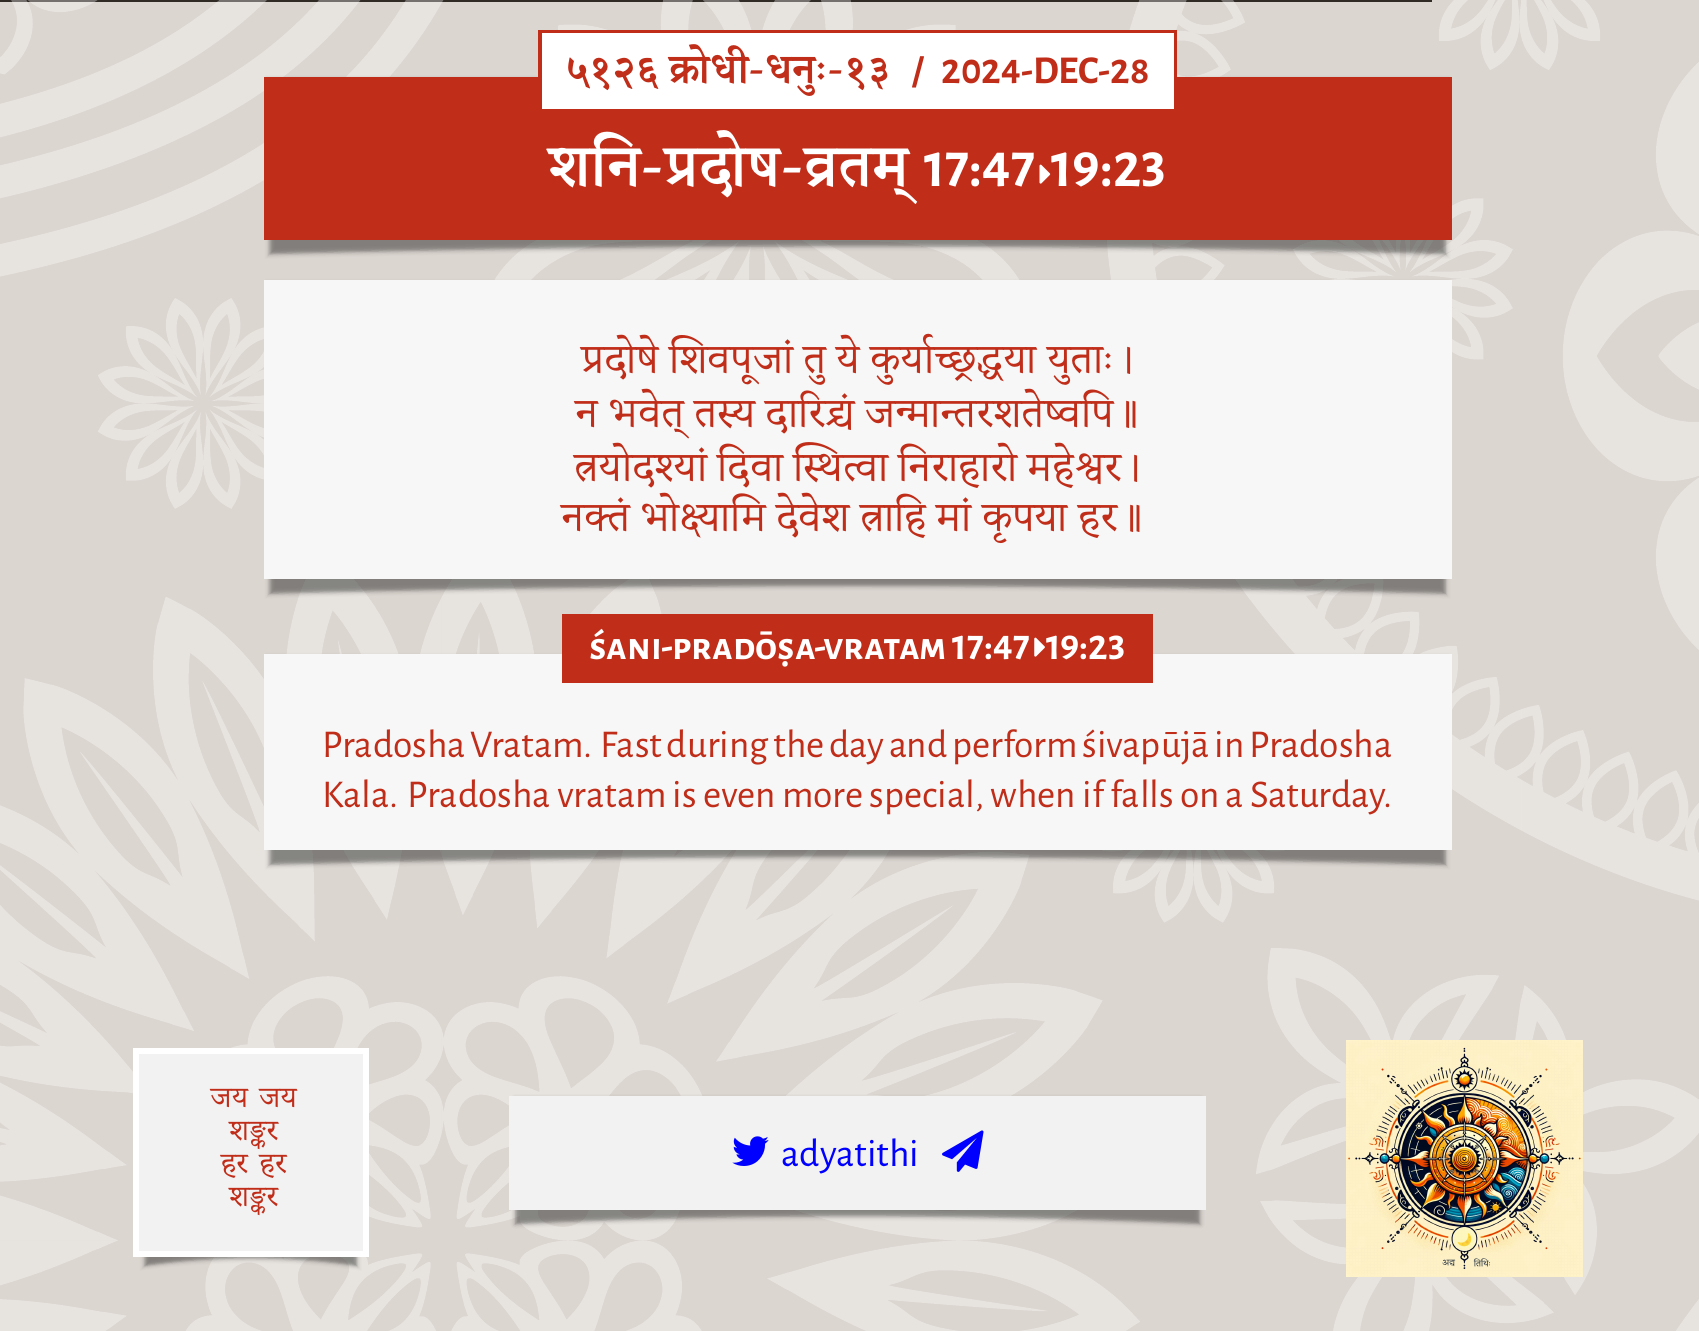 ५१२६ क्रोधी-धनुः-१३ / 2024-DEC-28
शनि-प्रदोष-व्रतम् 17:47▸19:23
प्रदोषे शिवपूजां तु ये कुर्याच्छ्रद्धया युताः।
न भवेत् तस्य दारिद्र्यं जन्मान्तरशतेष्वपि॥
त्रयोदश्यां दिवा स्थित्वा निराहारो महेश्वर।
नक्तं भोक्ष्यामि देवेश त्राहि मां कृपया हर॥
ŚANI-PRADŌṢA-VRATAM 17:47▸19:23
Pradosha Vratam. Fast during the day and perform śivapūjā in Pradosha
Kala. Pradosha vratam is even more special, when if falls on a Saturday.
जय जय
शङ्कर
हर हर
शङ्कर
adyatithi
अद्य तिथिः